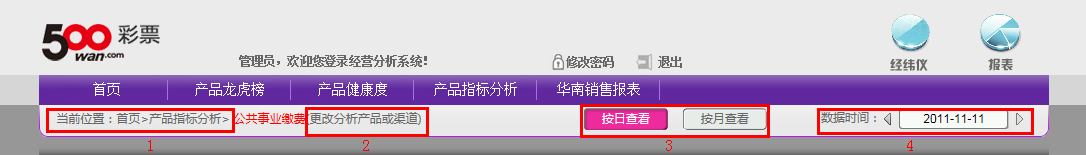 500wan.com 彩票
管理员，欢迎您登录经营分析系统! 修改密码 退出 经纬仪 报表
首页 产品龙虎榜 产品健康度 产品指标分析 华南销售报表
当前位置：首页>产品指标分析> 公共事业缴费(更改分析产品或渠道) 按日查看 按月查看 数据时间： 2011-11-11
1 2 3 4